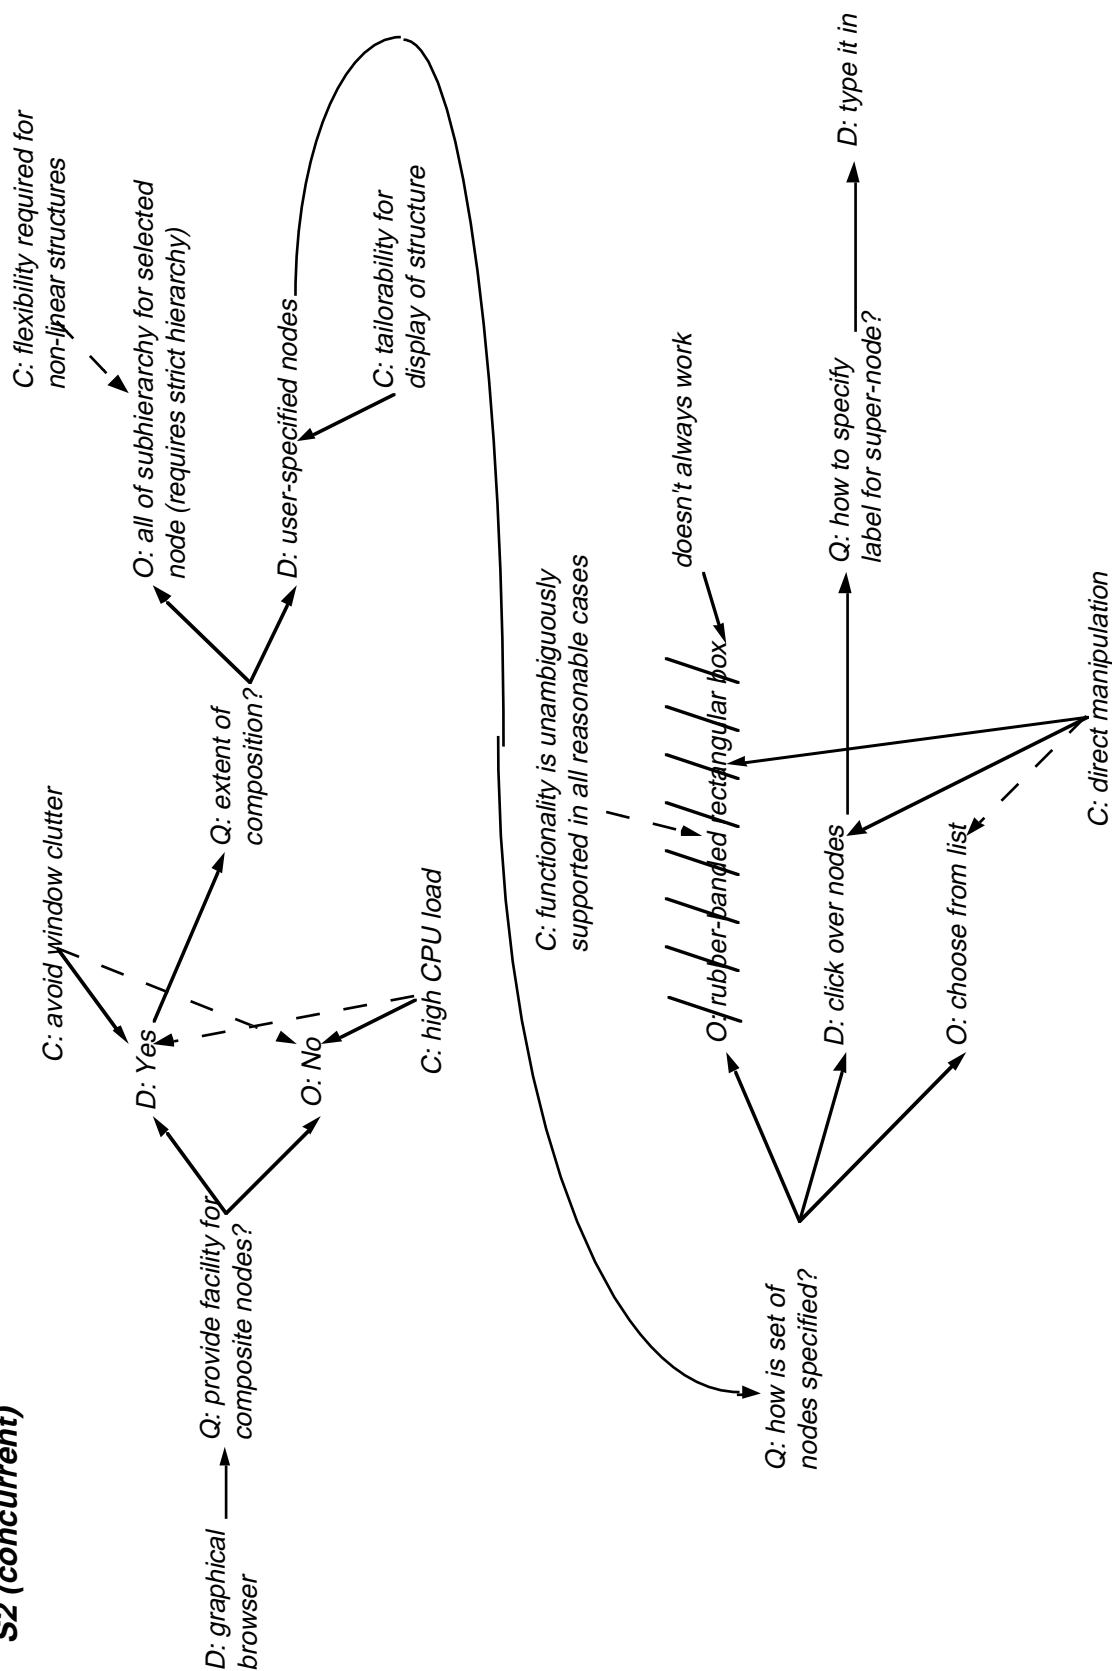 S2 (concurrent)
D: graphical
browser
Q: provide facility for
composite nodes?
C: avoid window clutter
D: Yes
O: No
C: high CPU load
Q: extent of
composition?
C: flexibility required for
non-linear structures
O: all of subhierarchy for selected
node (requires strict hierarchy)
D: user-specified nodes
C: tailorability for
display of structure
Q: how is set of
nodes specified?
C: functionality is unambiguously
supported in all reasonable cases
O: rubber-banded rectangular box
doesn't always work
D: click over nodes
O: choose from list
C: direct manipulation
Q: how to specify
label for super-node?
D: type it in